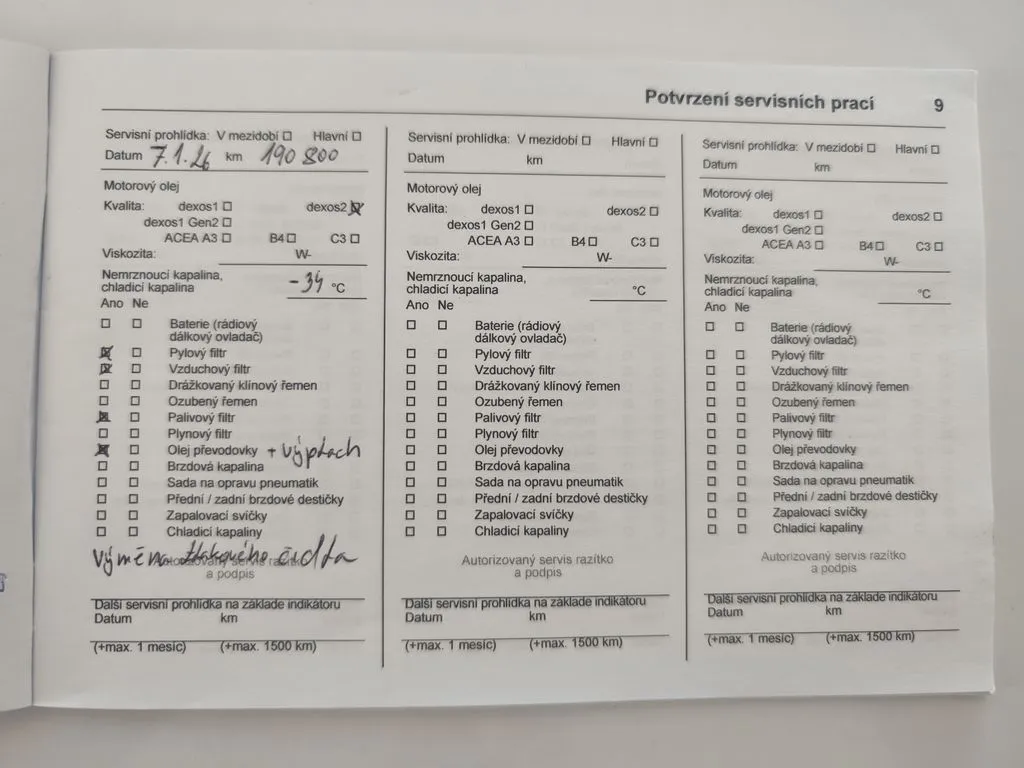 Potvrzení servisních prací 9
Servisní prohlídka: V mezidobí ☐ Hlavní ☐
Datum 7.1.26 km 190 800
Motorový olej
Kvalita: dexos1 ☐ dexos2 ☒
dexos1 Gen2 ☐
ACEA A3 ☐ B4 ☐ C3 ☐
Viskozita: W-
Nemrznoucí kapalina,
chladicí kapalina -34 °C
Ano Ne
☐ ☐ Baterie (rádiový
dálkový ovladač)
☒ ☐ Pylový filtr
☒ ☐ Vzduchový filtr
☐ ☐ Drážkovaný klínový řemen
☐ ☐ Ozubený řemen
☒ ☐ Palivový filtr
☐ ☐ Plynový filtr
☒ ☐ Olej převodovky + výplach
☐ ☐ Brzdová kapalina
☐ ☐ Sada na opravu pneumatik
☐ ☐ Přední / zadní brzdové destičky
☐ ☐ Zapalovací svíčky
☐ ☐ Chladicí kapaliny
Výměna tlakového čidla
Autorizovaný servis razítko
a podpis
Další servisní prohlídka na základe indikátoru
Datum km
(+max. 1 mesíc) (+max. 1500 km)
Servisní prohlídka: V mezidobí ☐ Hlavní ☐
Datum km
Motorový olej
Kvalita: dexos1 ☐ dexos2 ☐
dexos1 Gen2 ☐
ACEA A3 ☐ B4 ☐ C3 ☐
Viskozita: W-
Nemrznoucí kapalina,
chladicí kapalina °C
Ano Ne
☐ ☐ Baterie (rádiový
dálkový ovladač)
☐ ☐ Pylový filtr
☐ ☐ Vzduchový filtr
☐ ☐ Drážkovaný klínový řemen
☐ ☐ Ozubený řemen
☐ ☐ Palivový filtr
☐ ☐ Plynový filtr
☐ ☐ Olej převodovky
☐ ☐ Brzdová kapalina
☐ ☐ Sada na opravu pneumatik
☐ ☐ Přední / zadní brzdové destičky
☐ ☐ Zapalovací svíčky
☐ ☐ Chladicí kapaliny
Autorizovaný servis razítko
a podpis
Další servisní prohlídka na základe indikátoru
Datum km
(+max. 1 mesíc) (+max. 1500 km)
Servisní prohlídka: V mezidobí ☐ Hlavní ☐
Datum km
Motorový olej
Kvalita: dexos1 ☐ dexos2 ☐
dexos1 Gen2 ☐
ACEA A3 ☐ B4 ☐ C3 ☐
Viskozita: W-
Nemrznoucí kapalina,
chladicí kapalina °C
Ano Ne
☐ ☐ Baterie (rádiový
dálkový ovladač)
☐ ☐ Pylový filtr
☐ ☐ Vzduchový filtr
☐ ☐ Drážkovaný klínový řemen
☐ ☐ Ozubený řemen
☐ ☐ Palivový filtr
☐ ☐ Plynový filtr
☐ ☐ Olej převodovky
☐ ☐ Brzdová kapalina
☐ ☐ Sada na opravu pneumatik
☐ ☐ Přední / zadní brzdové destičky
☐ ☐ Zapalovací svíčky
☐ ☐ Chladicí kapaliny
Autorizovaný servis razítko
a podpis
Další servisní prohlídka na základe indikátoru
Datum km
(+max. 1 mesíc) (+max. 1500 km)